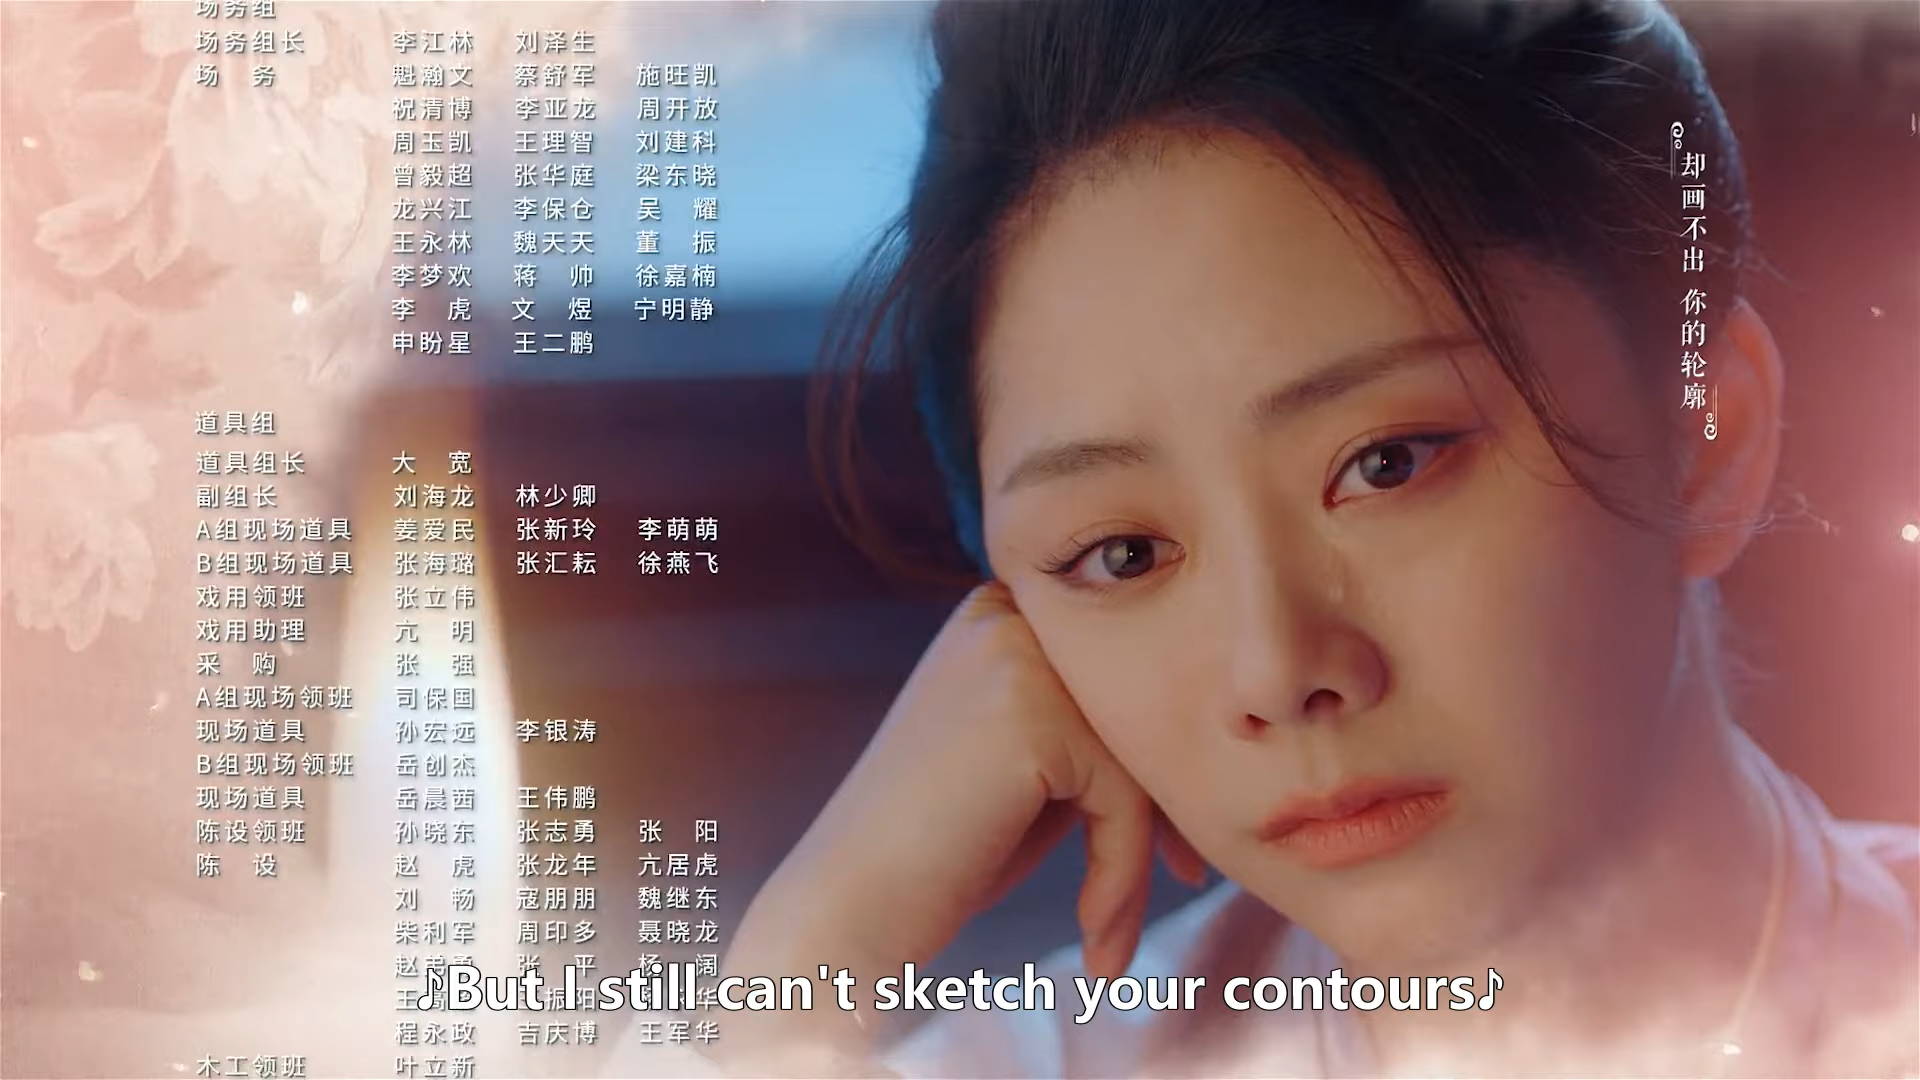 场务组
场务组长 李江林 刘泽生
场 务 魁瀚文 蔡舒军 施旺凯
祝清博 李亚龙 周开放
周玉凯 王理智 刘建科
曾毅超 张华庭 梁东晓
龙兴江 李保仓 吴 耀
王永林 魏天天 董 振
李梦欢 蒋 帅 徐嘉楠
李 虎 文 煜 宁明静
申盼星 王二鹏
道具组
道具组长 大 宽
副组长 刘海龙 林少卿
A组现场道具 姜爱民 张新玲 李萌萌
B组现场道具 张海璐 张汇耘 徐燕飞
戏用领班 张立伟
戏用助理 亢 明
采 购 张 强
A组现场领班 司保国
现场道具 孙宏远 李银涛
B组现场领班 岳创杰
现场道具 岳晨茜 王伟鹏
陈设领班 孙晓东 张志勇 张 阳
陈 设 赵 虎 张龙年 亢居虎
刘 畅 寇朋朋 魏继东
柴利军 周印多 聂晓龙
赵弟勇 张 平 杨 阔
程永政 吉庆博 王军华
木工领班 叶立新
却画不出 你的轮廓
♪But I still can't sketch your contours♪